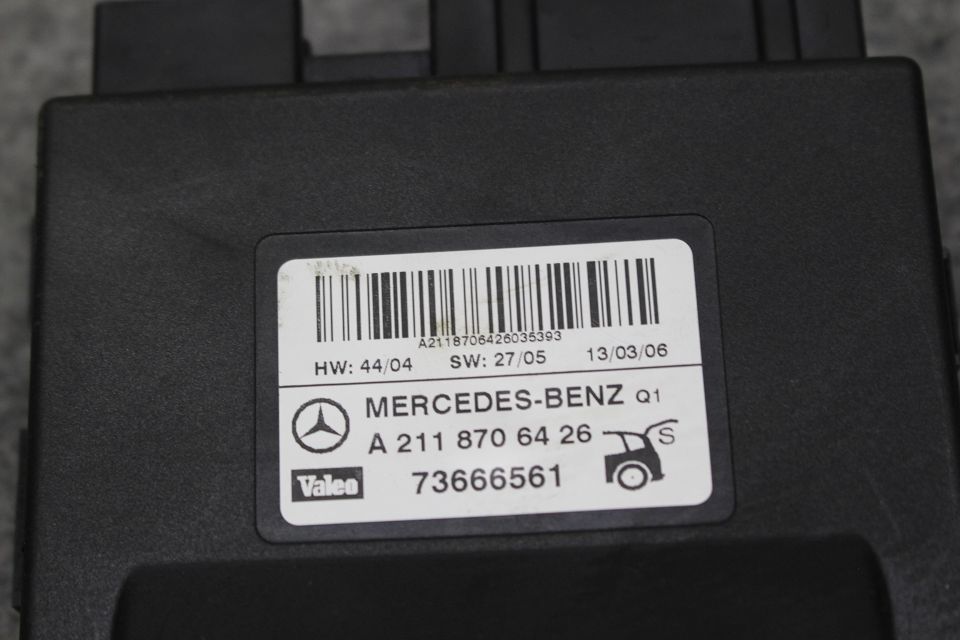 A2118706426035393
HW: 44/04 SW: 27/05 13/03/06
MERCEDES-BENZ Q1
A 211 870 64 26
S
Valeo
73666561